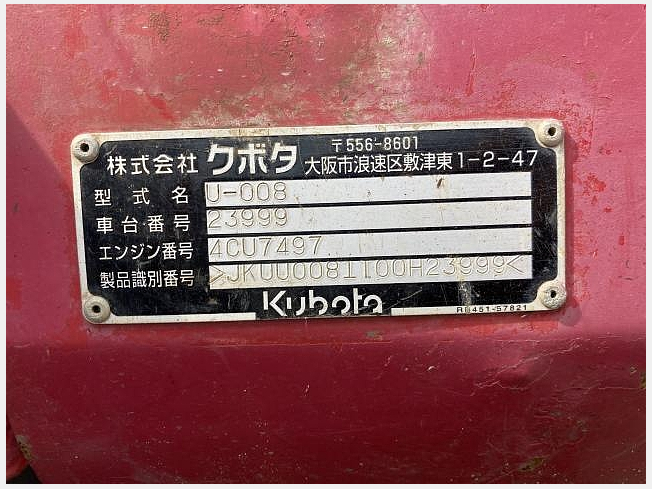 株式会社 クボタ 〒556-8601 大阪市浪速区敷津東1-2-47
型式名 U-008
車台番号 23999
エンジン番号 4CU7497
製品識別番号 >JKUU0081100H23999<
Kubota RB451-57821